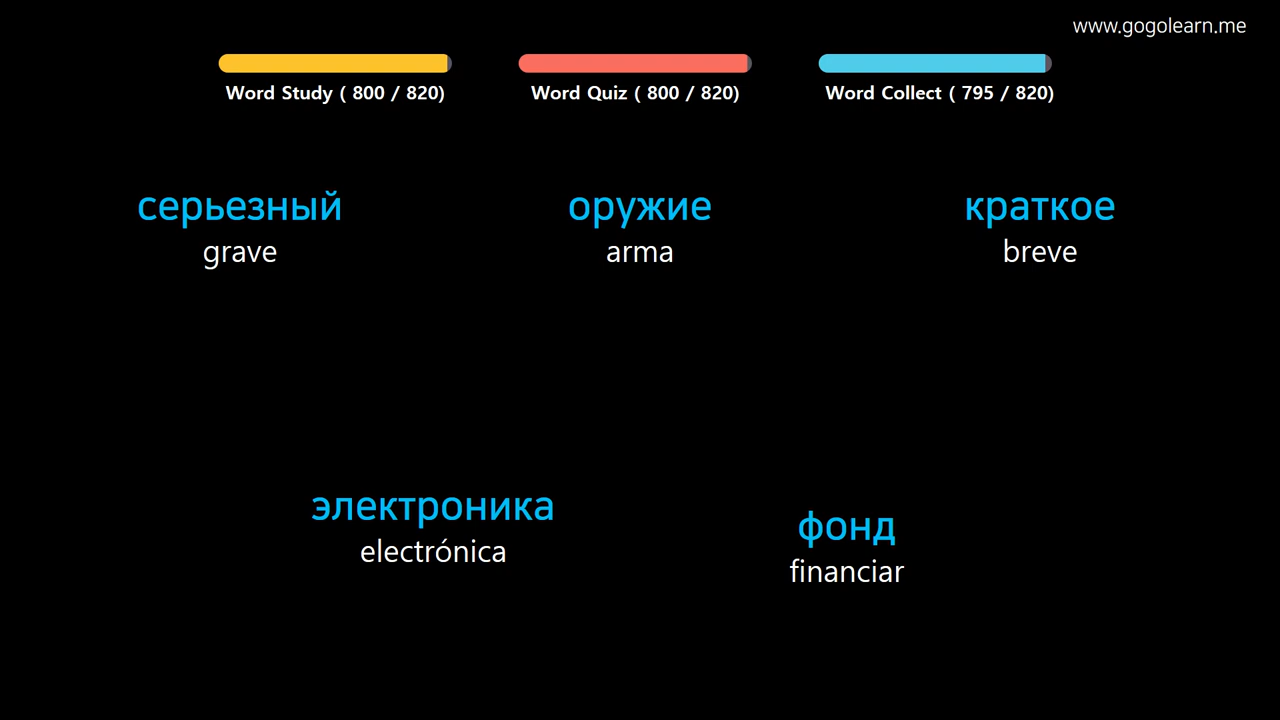 www.gogolearn.me
Word Study ( 800 / 820)
Word Quiz ( 800 / 820)
Word Collect ( 795 / 820)
серьезный
grave
оружие
arma
краткое
breve
электроника
electrónica
фонд
financiar